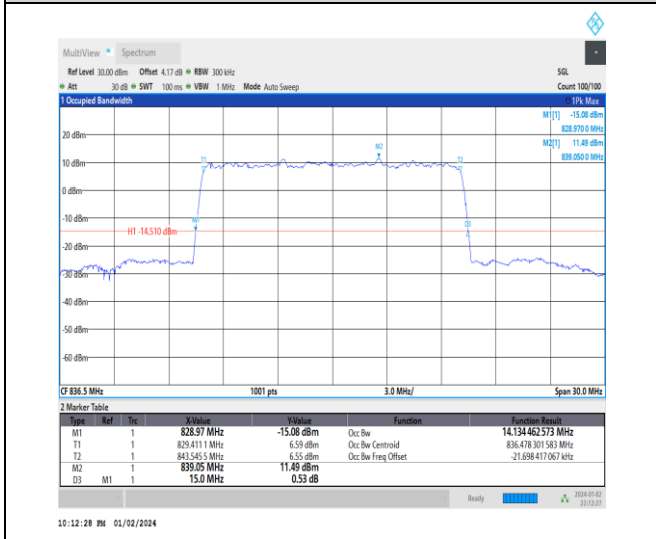 MultiView Spectrum
Ref Level 30.00 dBm Offset 4.17 dB RBW 300 kHz SGL
Att 30 dB SWT 100 ms VBW 1 MHz Mode Auto Sweep Count 100/100
1 Occupied Bandwidth 1Pk Max
M1[1] -15.08 dBm
828.9700 MHz
M2[1] 11.49 dBm
839.0500 MHz
20 dBm
M2
10 dBm
T1
T2
0 dBm
-10 dBm
M1
H1 -14.510 dBm
D3
-20 dBm
-30 dBm
-40 dBm
-50 dBm
-60 dBm
CF 836.5 MHz 1001 pts 3.0 MHz/ Span 30.0 MHz
2 Marker Table
Type Ref Trc X-Value Y-Value Function Function Result
M1 1 828.97 MHz -15.08 dBm Occ Bw 14.134 462 573 MHz
T1 1 829.411 1 MHz 6.59 dBm Occ Bw Centroid 836.478 301 583 MHz
T2 1 843.545 5 MHz 6.55 dBm Occ Bw Freq Offset -21.698 417 067 kHz
M2 1 839.05 MHz 11.49 dBm
D3 M1 1 15.0 MHz 0.53 dB
Ready 2024-01-02
22:12:27
10:12:28 PM 01/02/2024